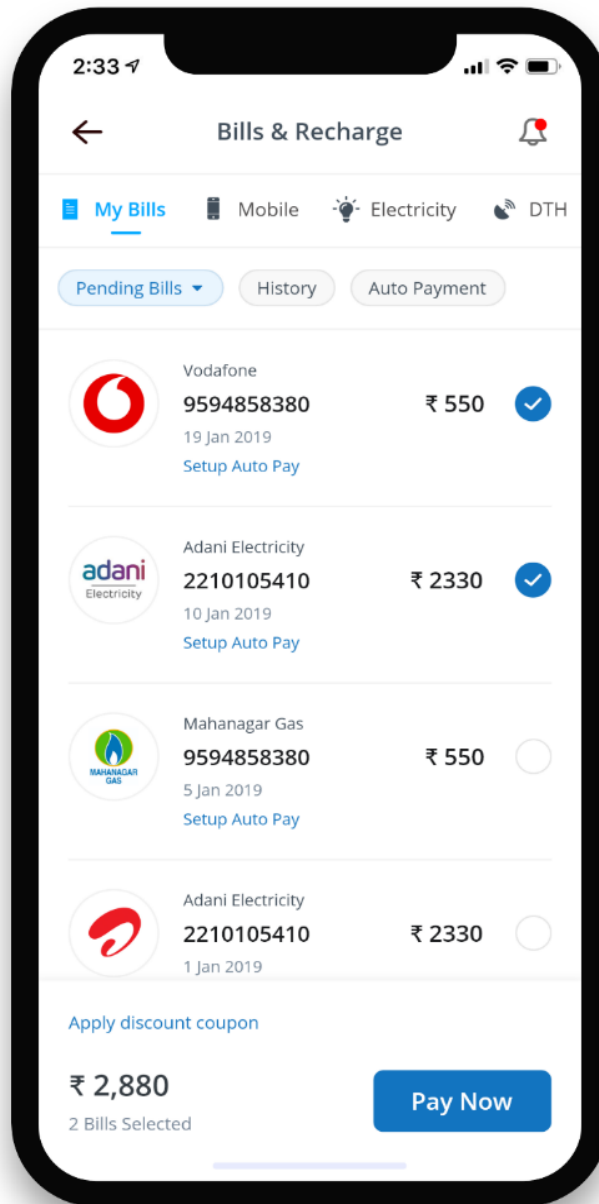 2:33
Bills & Recharge
My Bills Mobile Electricity DTH
Pending Bills History Auto Payment
Vodafone
9594858380 ₹ 550
19 Jan 2019
Setup Auto Pay
adani
Electricity
Adani Electricity
2210105410 ₹ 2330
10 Jan 2019
Setup Auto Pay
MAHANAGAR
GAS
Mahanagar Gas
9594858380 ₹ 550
5 Jan 2019
Setup Auto Pay
Adani Electricity
2210105410 ₹ 2330
1 Jan 2019
Apply discount coupon
₹ 2,880
2 Bills Selected
Pay Now